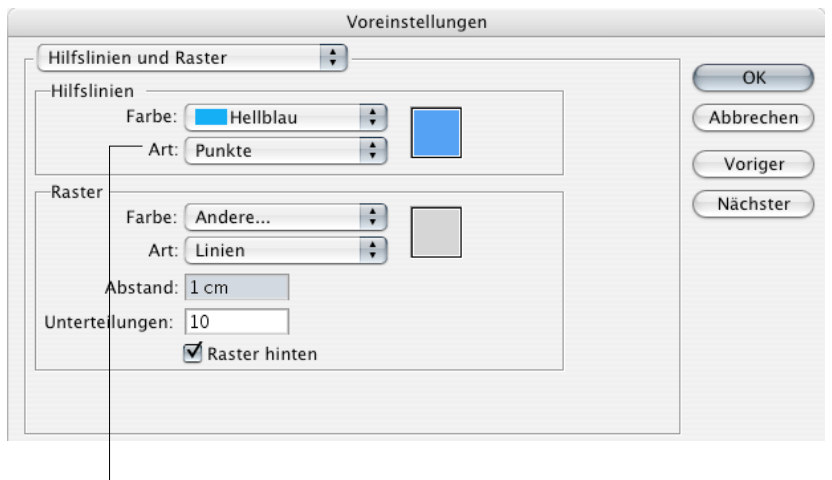 Voreinstellungen
Hilfslinien und Raster
Hilfslinien
Farbe: Hellblau
Art: Punkte
Raster
Farbe: Andere...
Art: Linien
Abstand: 1 cm
Unterteilungen: 10
Raster hinten
OK
Abbrechen
Voriger
Nächster